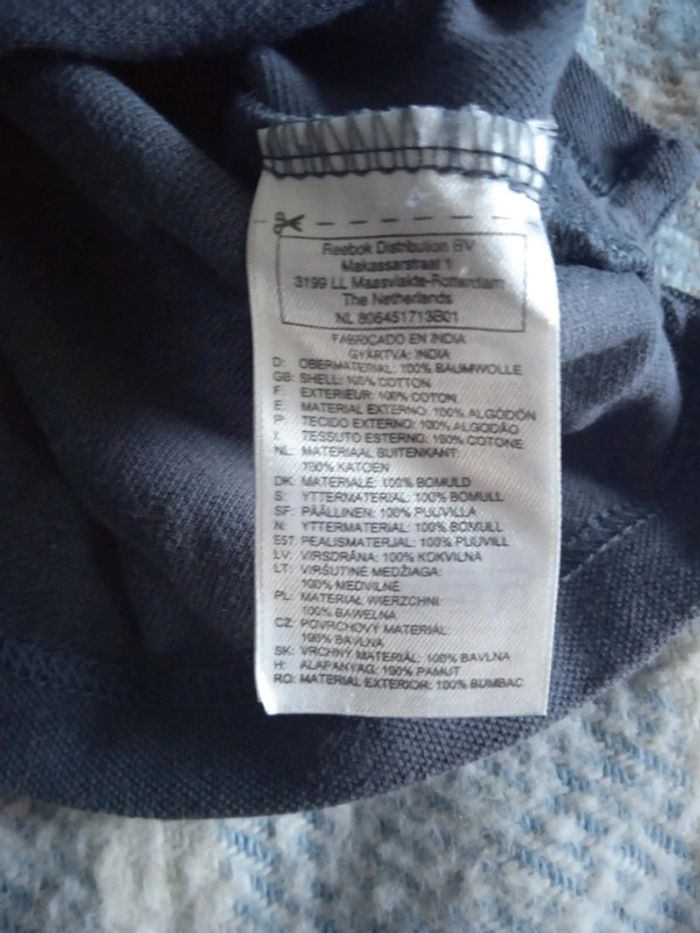 Reebok Distribution BV
Makassarstraat 1
3199 LL Maasvlakte-Rotterdam
The Netherlands
NL 806451713B01
FABRICADO EN INDIA
GYÁRTVA: INDIA
D: OBERMATERIAL: 100% BAUMWOLLE
GB: SHELL: 100% COTTON
F: EXTERIEUR: 100% COTON
E: MATERIAL EXTERNO: 100% ALGODÓN
P: TECIDO EXTERNO: 100% ALGODÃO
I: TESSUTO ESTERNO: 100% COTONE
NL: MATERIAAL BUITENKANT:
100% KATOEN
DK: MATERIALE: 100% BOMULD
S: YTTERMATERIAL: 100% BOMULL
SF: PÄÄLLINEN: 100% PUUVILLA
N: YTTERMATERIAL: 100% BOMULL
EST: PEALISMATERJAL: 100% PUUVILL
LV: VIRSDRĀNA: 100% KOKVILNA
LT: VIRŠUTINĖ MEDŽIAGA:
100% MEDVILNĖ
PL: MATERIAŁ WIERZCHNI:
100% BAWEŁNA
CZ: POVRCHOVÝ MATERIÁL:
100% BAVLNA
SK: VRCHNÝ MATERIÁL: 100% BAVLNA
H: ALAPANYAG: 100% PAMUT
RO: MATERIAL EXTERIOR: 100% BUMBAC